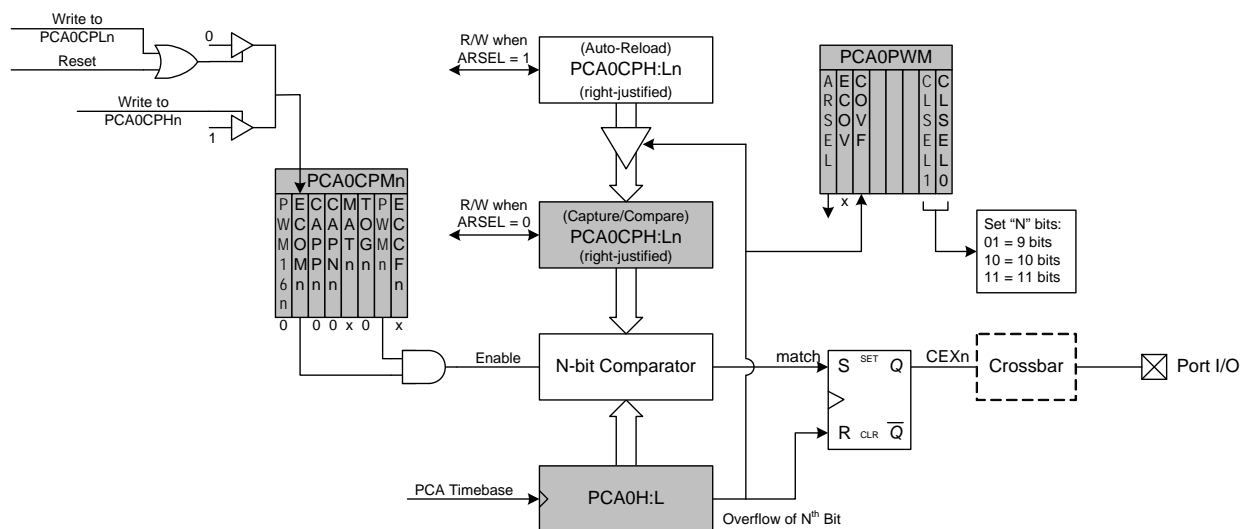 Write to
PCA0CPLn
Reset
0
Write to
PCA0CPHn
1
R/W when
ARSEL = 1
(Auto-Reload)
PCA0CPH:Ln
(right-justified)
PCA0PWM
ARSEL
ECOV
COVF
CLSEL1
CLSEL0
x
Set “N” bits:
01 = 9 bits
10 = 10 bits
11 = 11 bits
PCA0CPMn
PWM16n
ECOMn
CAPPn
CAPNn
MATn
TOGn
PWMn
ECCFn
0 0 0 x 0 x
R/W when
ARSEL = 0
(Capture/Compare)
PCA0CPH:Ln
(right-justified)
Enable
N-bit Comparator
match
S SET Q
R CLR Q
CEXn
Crossbar
Port I/O
PCA Timebase
PCA0H:L
Overflow of Nth Bit